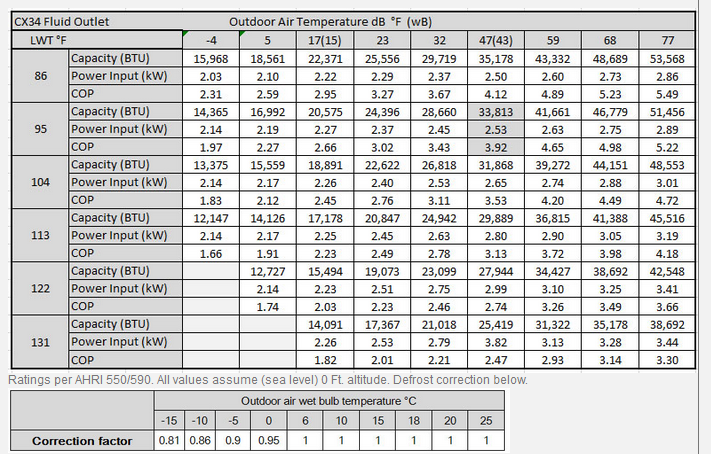 CX34 Fluid Outlet Outdoor Air Temperature dB °F (wB)
LWT °F -4 5 17(15) 23 32 47(43) 59 68 77
Capacity (BTU) 15,968 18,561 22,371 25,556 29,719 35,178 43,332 48,689 53,568
86 Power Input (kW) 2.03 2.10 2.22 2.29 2.37 2.50 2.60 2.73 2.86
COP 2.31 2.59 2.95 3.27 3.67 4.12 4.89 5.23 5.49
Capacity (BTU) 14,365 16,992 20,575 24,396 28,660 33,813 41,661 46,779 51,456
95 Power Input (kW) 2.14 2.19 2.27 2.37 2.45 2.53 2.63 2.75 2.89
COP 1.97 2.27 2.66 3.02 3.43 3.92 4.65 4.98 5.22
Capacity (BTU) 13,375 15,559 18,891 22,622 26,818 31,868 39,272 44,151 48,553
104 Power Input (kW) 2.14 2.17 2.26 2.40 2.53 2.65 2.74 2.88 3.01
COP 1.83 2.12 2.45 2.76 3.11 3.53 4.20 4.49 4.72
Capacity (BTU) 12,147 14,126 17,178 20,847 24,942 29,889 36,815 41,388 45,516
113 Power Input (kW) 2.14 2.17 2.25 2.45 2.63 2.80 2.90 3.05 3.19
COP 1.66 1.91 2.23 2.49 2.78 3.13 3.72 3.98 4.18
Capacity (BTU) 12,727 15,494 19,073 23,099 27,944 34,427 38,692 42,548
122 Power Input (kW) 2.14 2.23 2.51 2.75 2.99 3.10 3.25 3.41
COP 1.74 2.03 2.23 2.46 2.74 3.26 3.49 3.66
Capacity (BTU) 14,091 17,367 21,018 25,419 31,322 35,178 38,692
131 Power Input (kW) 2.26 2.53 2.79 3.82 3.13 3.28 3.44
COP 1.82 2.01 2.21 2.47 2.93 3.14 3.30
Ratings per AHRI 550/590. All values assume (sea level) 0 Ft. altitude. Defrost correction below.
Outdoor air wet bulb temperature °C
-15 -10 -5 0 6 10 15 18 20 25
Correction factor 0.81 0.86 0.9 0.95 1 1 1 1 1 1